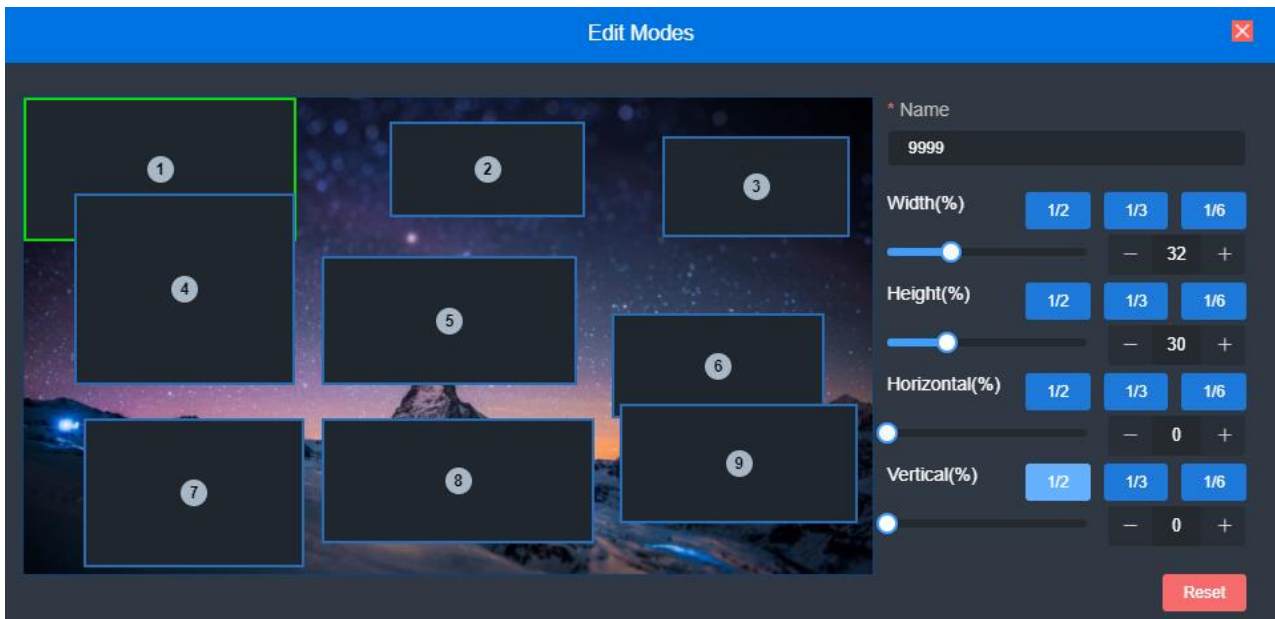 Edit Modes
* Name
9999
1
2
3
4
5
6
7
8
9
Width(%) 1/2 1/3 1/6
− 32 +
Height(%) 1/2 1/3 1/6
− 30 +
Horizontal(%) 1/2 1/3 1/6
− 0 +
Vertical(%) 1/2 1/3 1/6
− 0 +
Reset